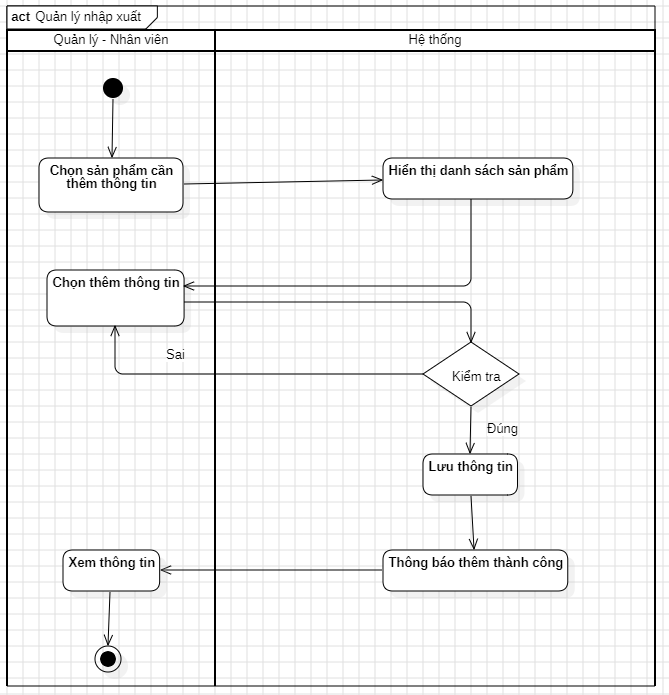 act Quản lý nhâp xuất
Quản lý - Nhân viên
Hệ thống
Chọn sản phẩm cần
thêm thông tin
Hiển thị danh sách sản phẩm
Chọn thêm thông tin
Sai
Kiểm tra
Đúng
Lưu thông tin
Xem thông tin
Thông báo thêm thành công